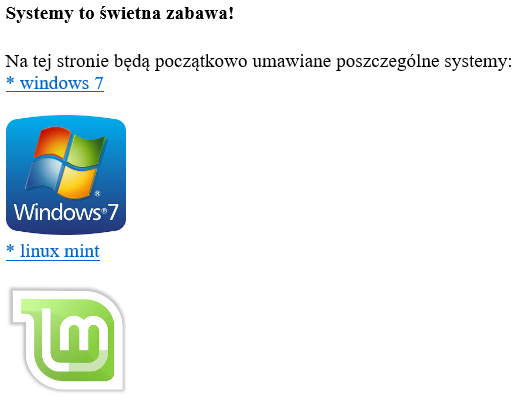 Systemy to świetna zabawa!
Na tej stronie będą początkowo umawiane poszczególne systemy:
* windows 7
Windows®7
* linux mint